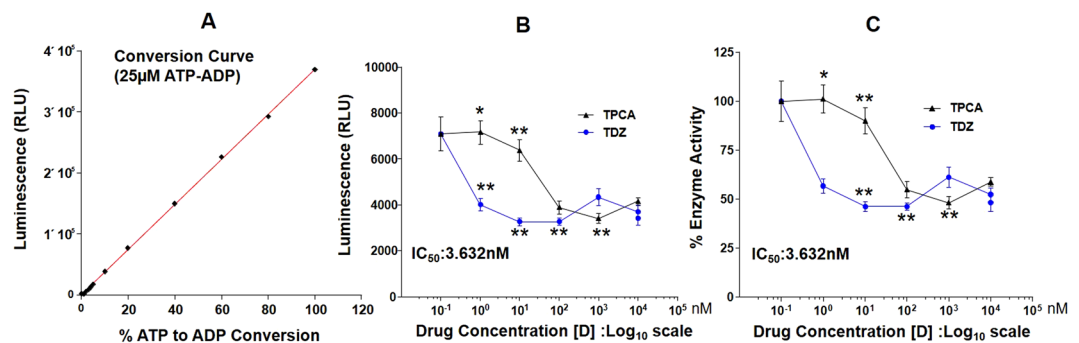 A
Conversion Curve
(25µM ATP-ADP)
Luminescence (RLU)
4´ 10⁵
3´ 10⁵
2´ 10⁵
1´ 10⁵
0
0 20 40 60 80 100 120
% ATP to ADP Conversion
B
Luminescence (RLU)
10000
8000
6000
4000
2000
0
* ** ** ** ** **
TPCA
TDZ
IC₅₀:3.632nM
10⁻¹ 10⁰ 10¹ 10² 10³ 10⁴ 10⁵ nM
Drug Concentration [D] :Log₁₀ scale
C
% Enzyme Activity
125
100
75
50
25
0
* ** ** ** **
TPCA
TDZ
IC₅₀:3.632nM
10⁻¹ 10⁰ 10¹ 10² 10³ 10⁴ 10⁵ nM
Drug Concentration [D] :Log₁₀ scale